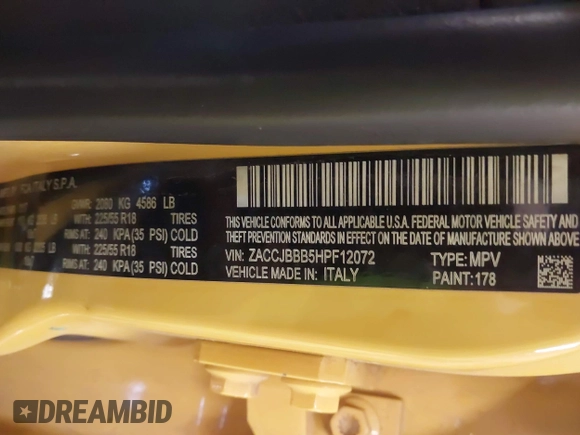 FCA ITALY S.P.A.
GVWR: 2080 KG 4586 LB
WITH: 225/55 R18 TIRES
RIMS AT: 240 KPA(35 PSI) COLD
WITH: 225/55 R18 TIRES
RIMS AT: 240 KPA(35 PSI) COLD
THIS VEHICLE CONFORMS TO ALL APPLICABLE U.S.A. FEDERAL MOTOR VEHICLE SAFETY AND
THEFT PREVENTION STANDARDS IN EFFECT ON THE DATE OF MANUFACTURE SHOWN ABOVE.
VIN: ZACCJBBB5HPF12072 TYPE: MPV
VEHICLE MADE IN: ITALY PAINT: 178
DREAMBID